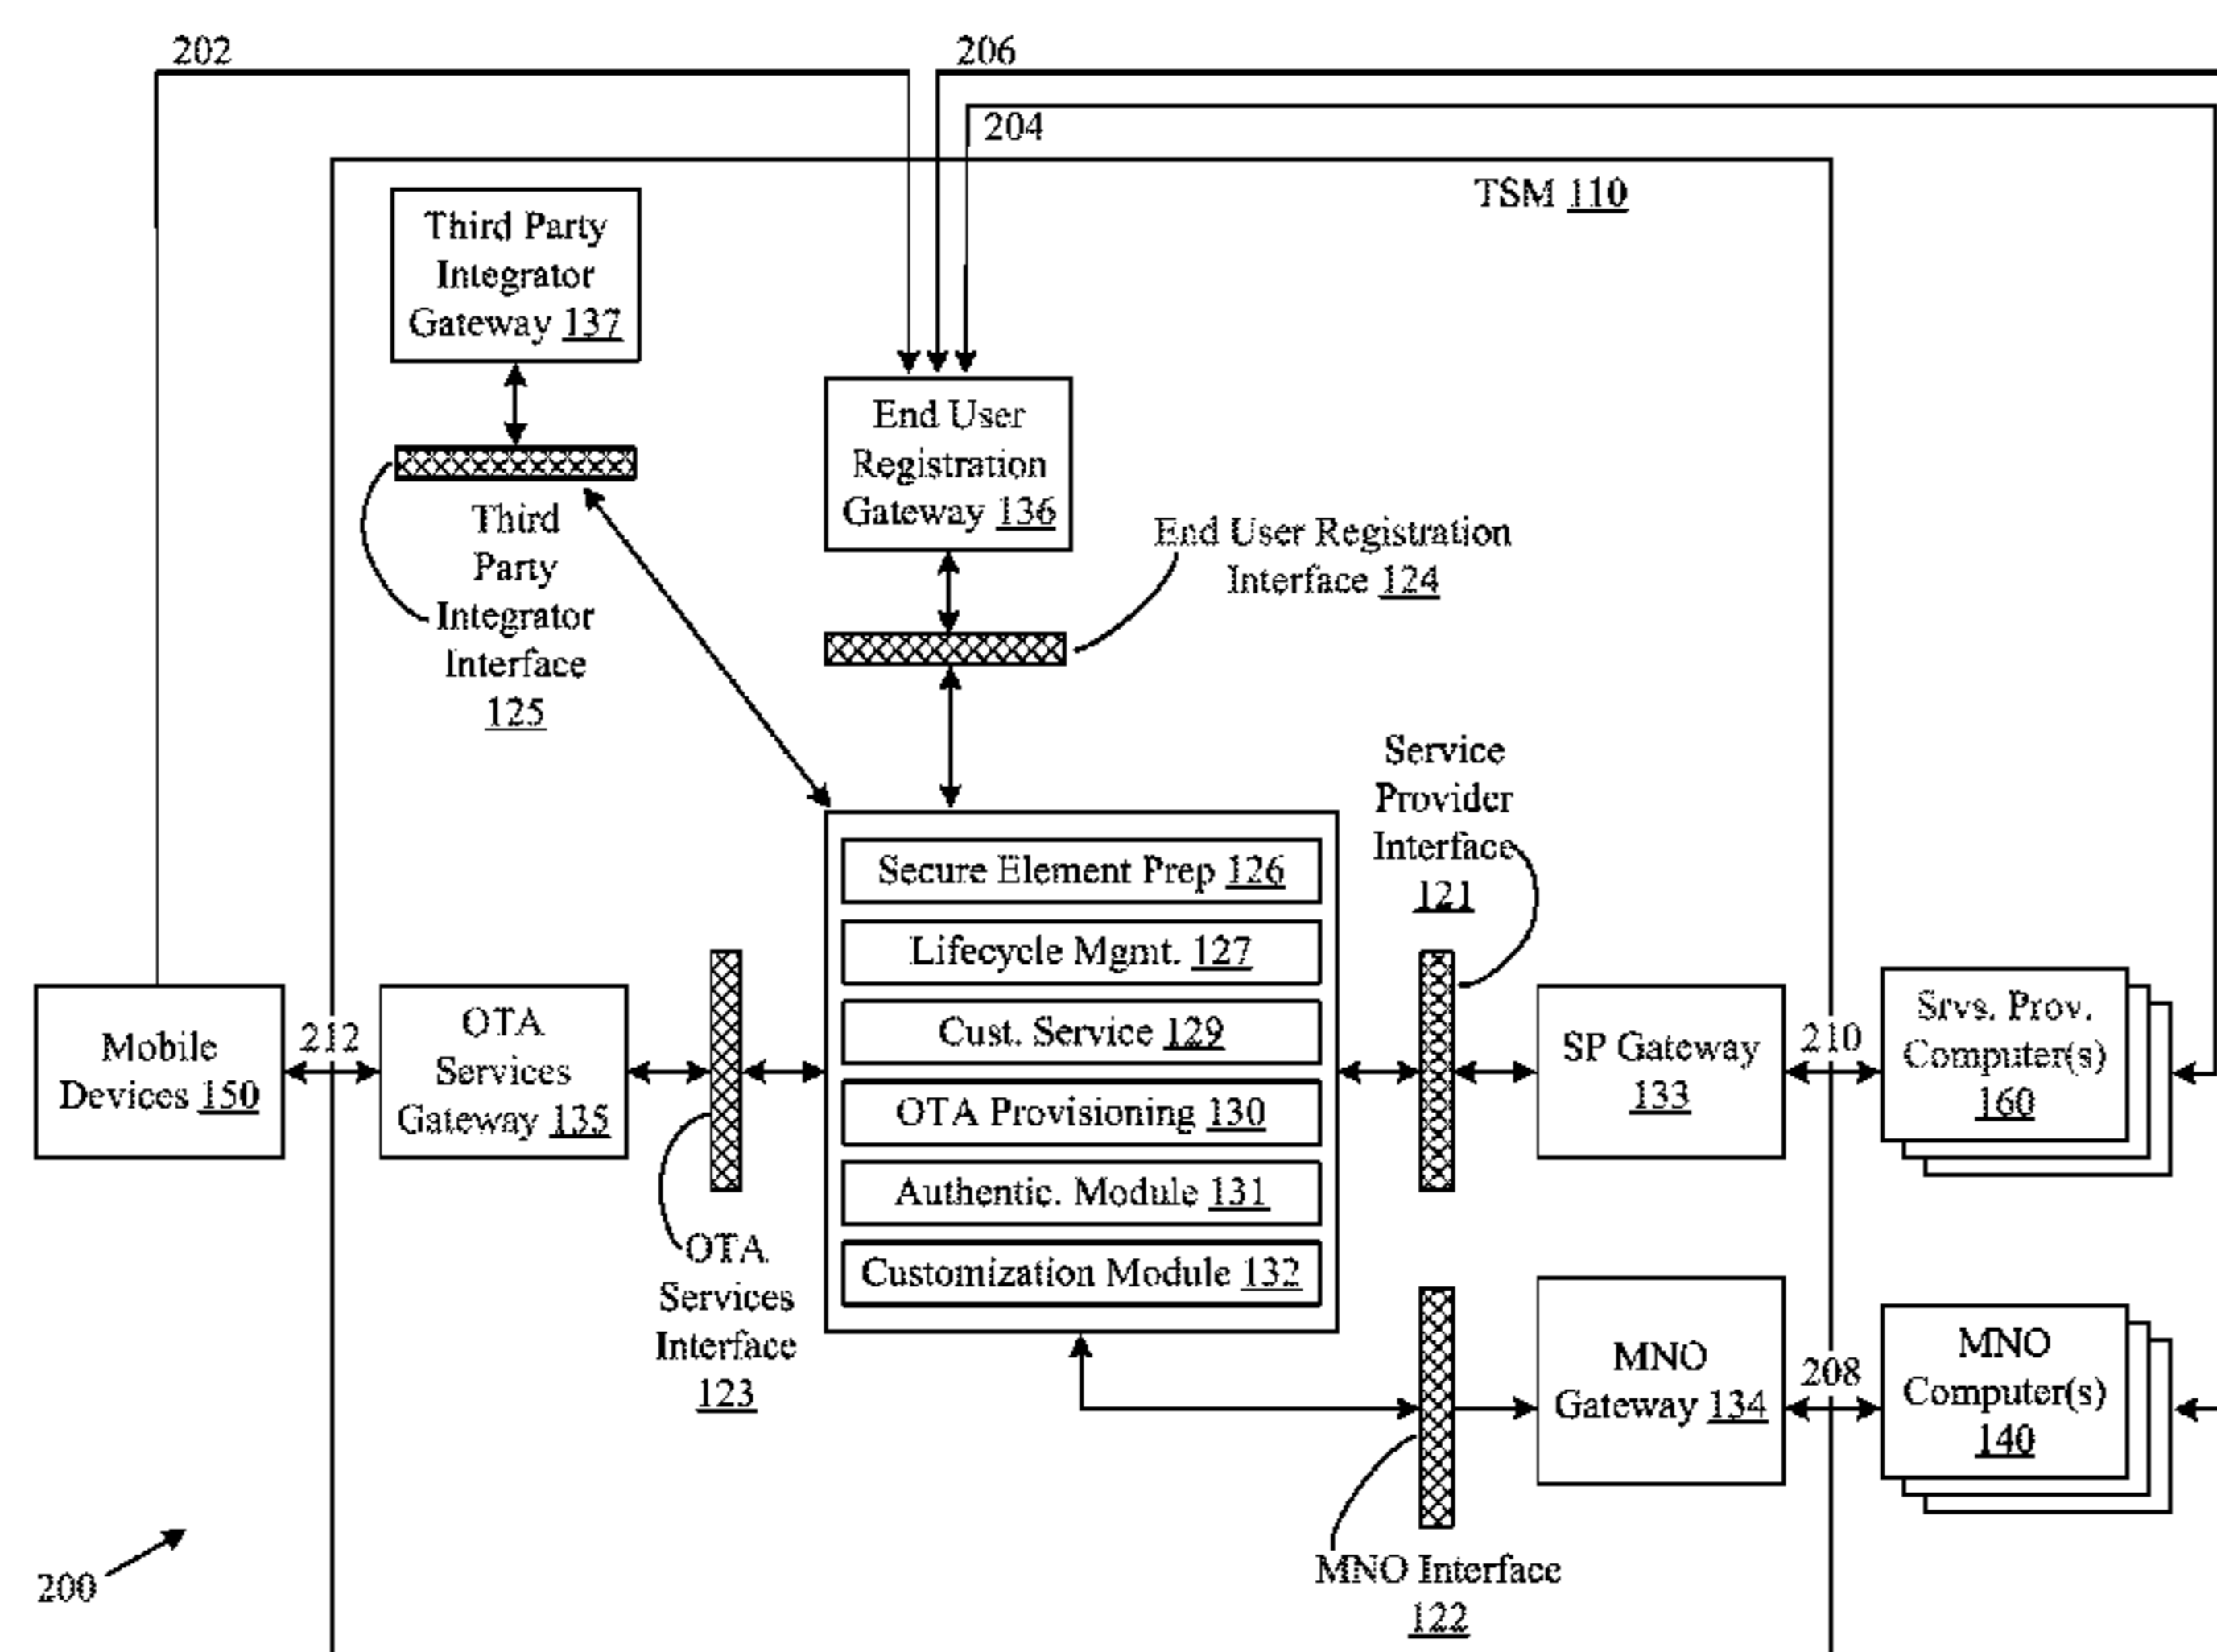 202
206
204
TSM 110
Third Party
Integrator
Gateway 137
End User
Registration
Gateway 136
Third
Party
Integrator
Interface
125
End User Registration
Interface 124
Service
Provider
Interface
121
Secure Element Prep 126
Lifecycle Mgmt. 127
Cust. Service 129
OTA Provisioning 130
Authentic. Module 131
Customization Module 132
Mobile
Devices 150
212
OTA
Services
Gateway 135
OTA
Services
Interface
123
SP Gateway
133
210
Srvs. Prov.
Computer(s)
160
MNO
Gateway 134
208
MNO
Computer(s)
140
MNO Interface
122
200